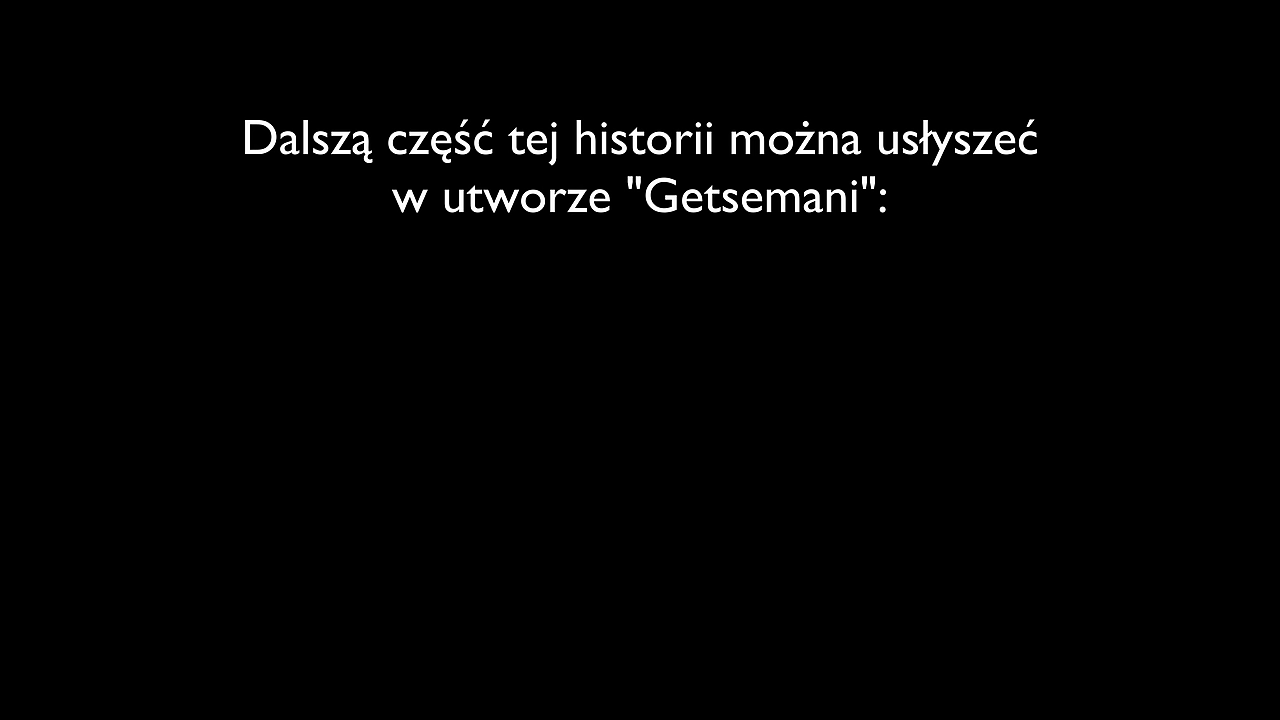 Dalszą część tej historii można usłyszeć
w utworze "Getsemani":